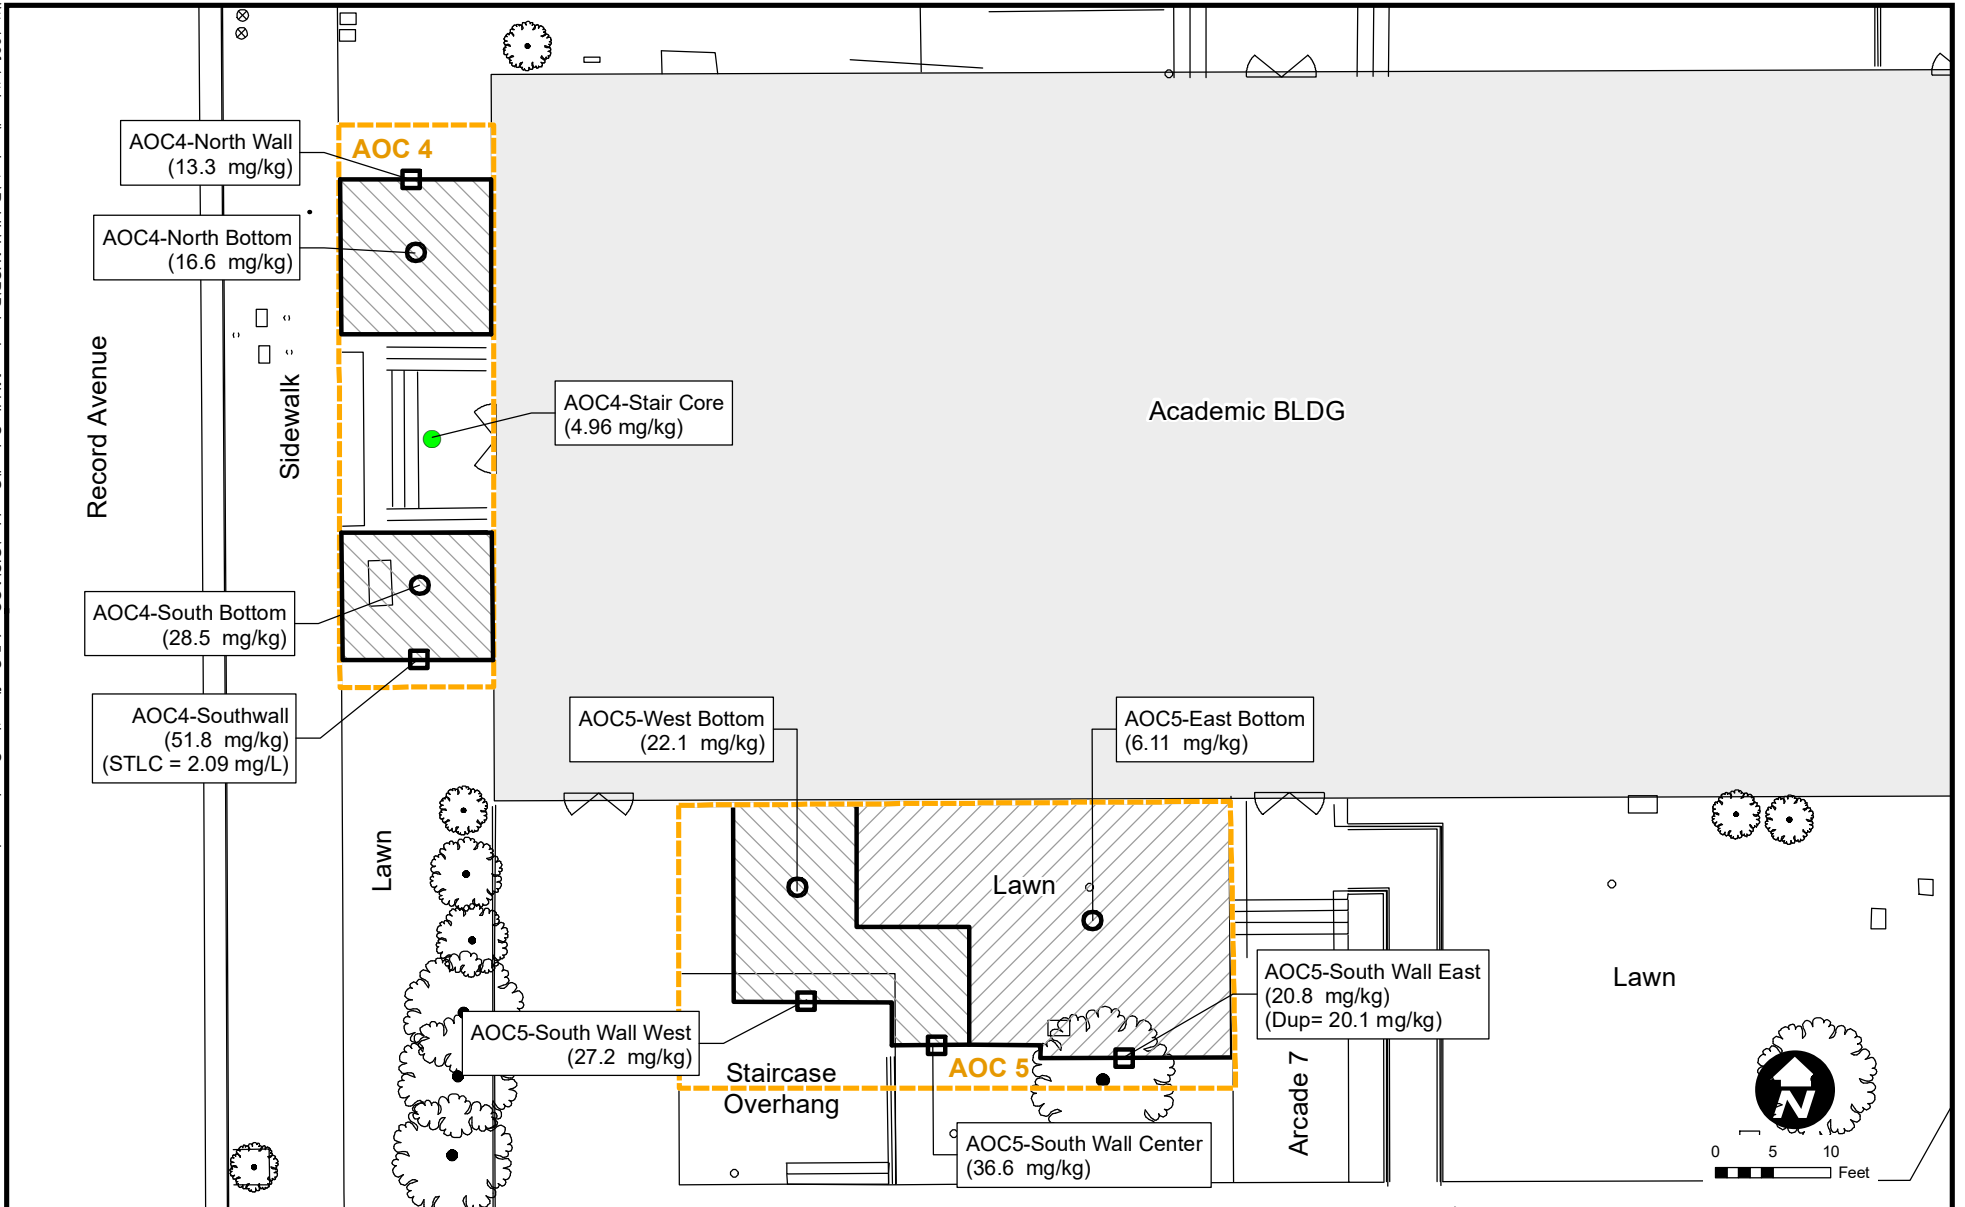 AOC4-North Wall
(13.3 mg/kg)
AOC 4
AOC4-North Bottom
(16.6 mg/kg)
Record Avenue
Sidewalk
AOC4-Stair Core
(4.96 mg/kg)
Academic BLDG
AOC4-South Bottom
(28.5 mg/kg)
AOC4-Southwall
(51.8 mg/kg)
(STLC = 2.09 mg/L)
AOC5-West Bottom
(22.1 mg/kg)
AOC5-East Bottom
(6.11 mg/kg)
Lawn
Lawn
AOC5-South Wall East
(20.8 mg/kg)
(Dup= 20.1 mg/kg)
Lawn
AOC5-South Wall West
(27.2 mg/kg)
AOC 5
Staircase
Overhang
Arcade 7
AOC5-South Wall Center
(36.6 mg/kg)
N
0 5 10
Feet